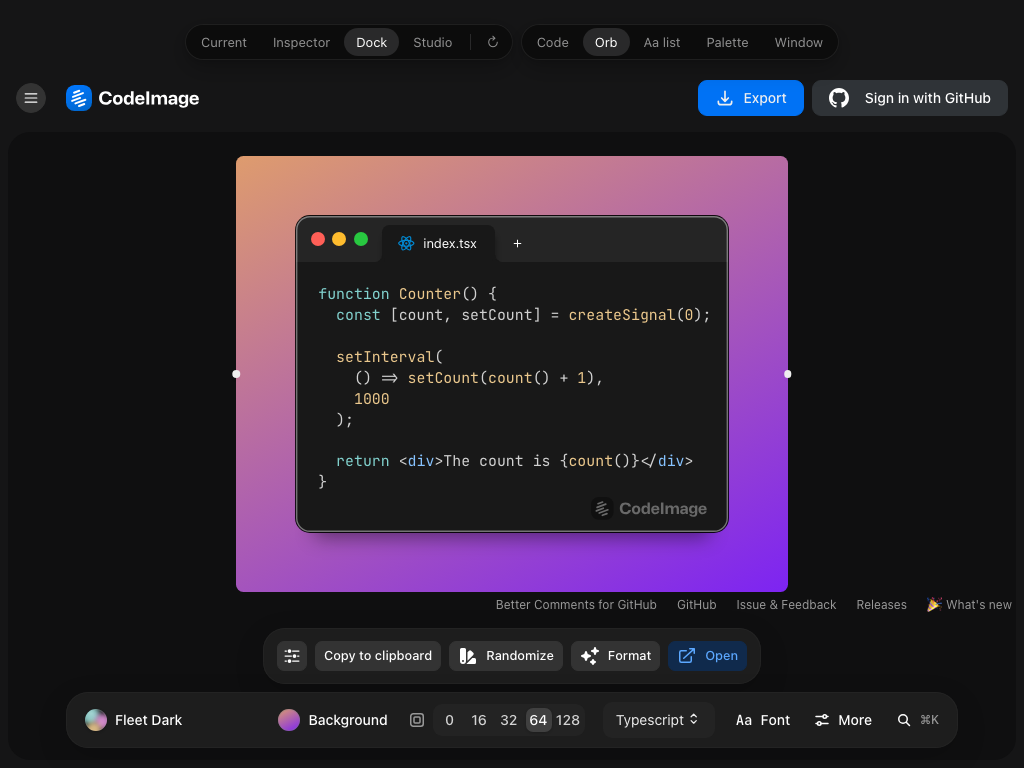 Current Inspector Dock Studio Code Orb Aa list Palette Window
CodeImage Export Sign in with GitHub
index.tsx +
function Counter() {
const [count, setCount] = createSignal(0);
setInterval(
() => setCount(count() + 1),
1000
);
return <div>The count is {count()}</div>
}
CodeImage
Better Comments for GitHub GitHub Issue & Feedback Releases 🎉 What's new
Copy to clipboard Randomize Format Open
Fleet Dark Background 0 16 32 64 128 Typescript Aa Font More ⌘K